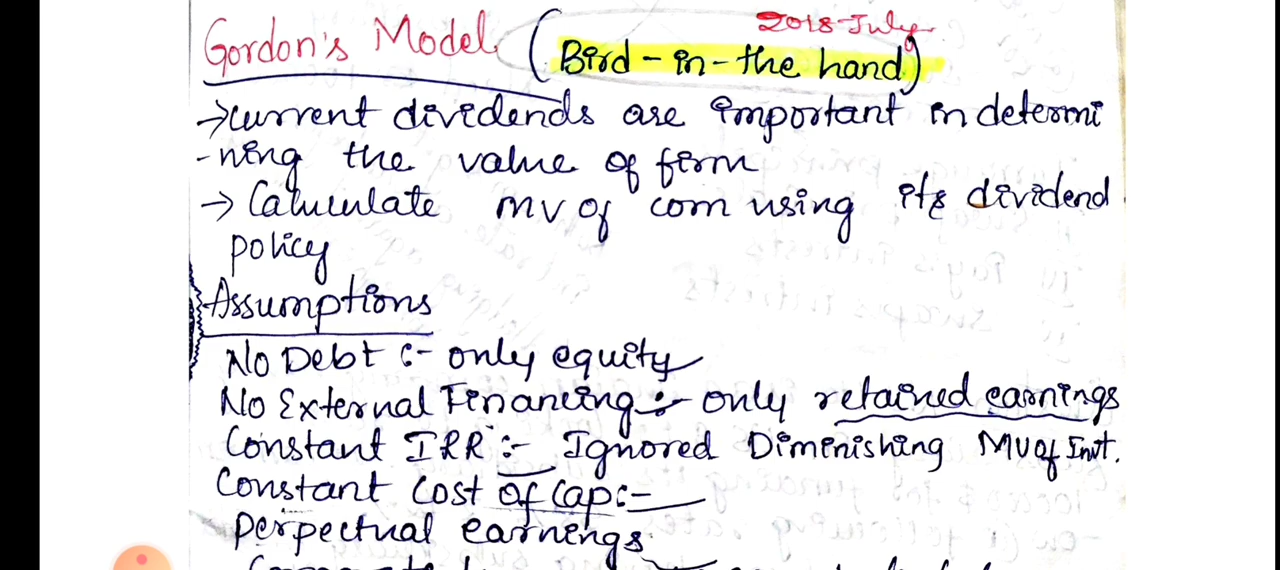 2018-July
Gordon's Model (Bird-in-the hand)
→current dividends are important in determi
-ning the value of firm
→ Caluculate MV of com using its dividend
policy
Assumptions
No Debt :- only equity
No External Financing :- only retained earnings
Constant IRR :- Ignored Diminishing MV of Invt.
Constant cost of cap :-
Perpectual earnings